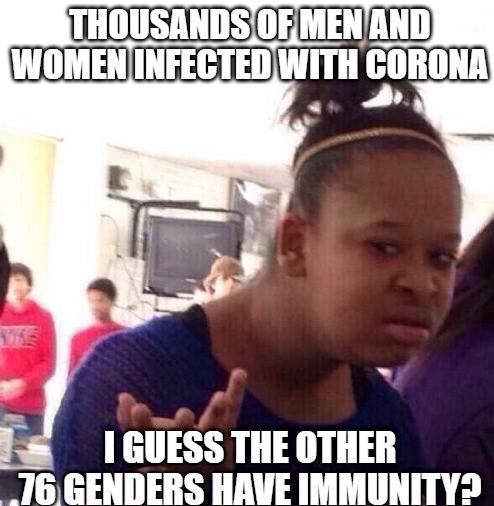 THOUSANDS OF MEN AND
WOMEN INFECTED WITH CORONA
I GUESS THE OTHER
76 GENDERS HAVE IMMUNITY?